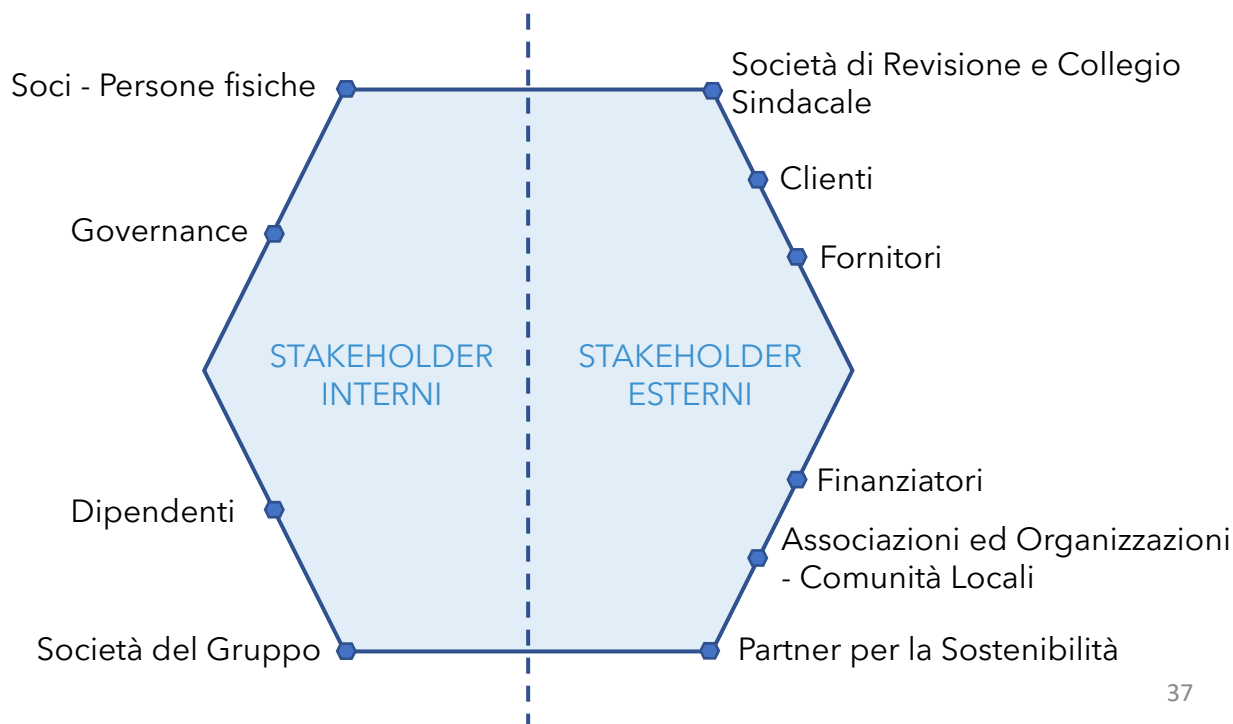 Soci - Persone fisiche
Governance
Dipendenti
Società del Gruppo
STAKEHOLDER
INTERNI
STAKEHOLDER
ESTERNI
Società di Revisione e Collegio
Sindacale
Clienti
Fornitori
Finanziatori
Associazioni ed Organizzazioni
- Comunità Locali
Partner per la Sostenibilità
37